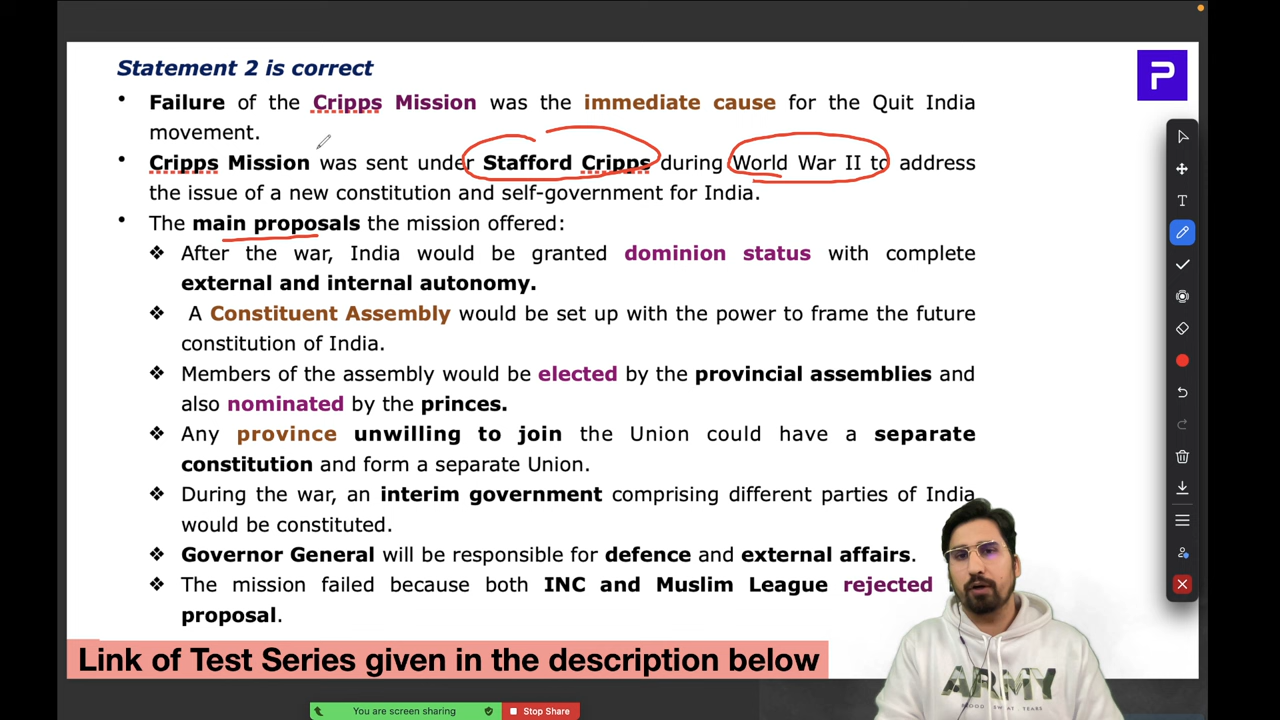 Statement 2 is correct
• Failure of the Cripps Mission was the immediate cause for the Quit India
movement.
• Cripps Mission was sent under Stafford Cripps during World War II to address
the issue of a new constitution and self-government for India.
• The main proposals the mission offered:
❖ After the war, India would be granted dominion status with complete
external and internal autonomy.
❖ A Constituent Assembly would be set up with the power to frame the future
constitution of India.
❖ Members of the assembly would be elected by the provincial assemblies and
also nominated by the princes.
❖ Any province unwilling to join the Union could have a separate
constitution and form a separate Union.
❖ During the war, an interim government comprising different parties of India
would be constituted.
❖ Governor General will be responsible for defence and external affairs.
❖ The mission failed because both INC and Muslim League rejected
proposal.
P
T
ARMY
BLOOD SWEAT TEARS
Link of Test Series given in the description below
You are screen sharing
Stop Share